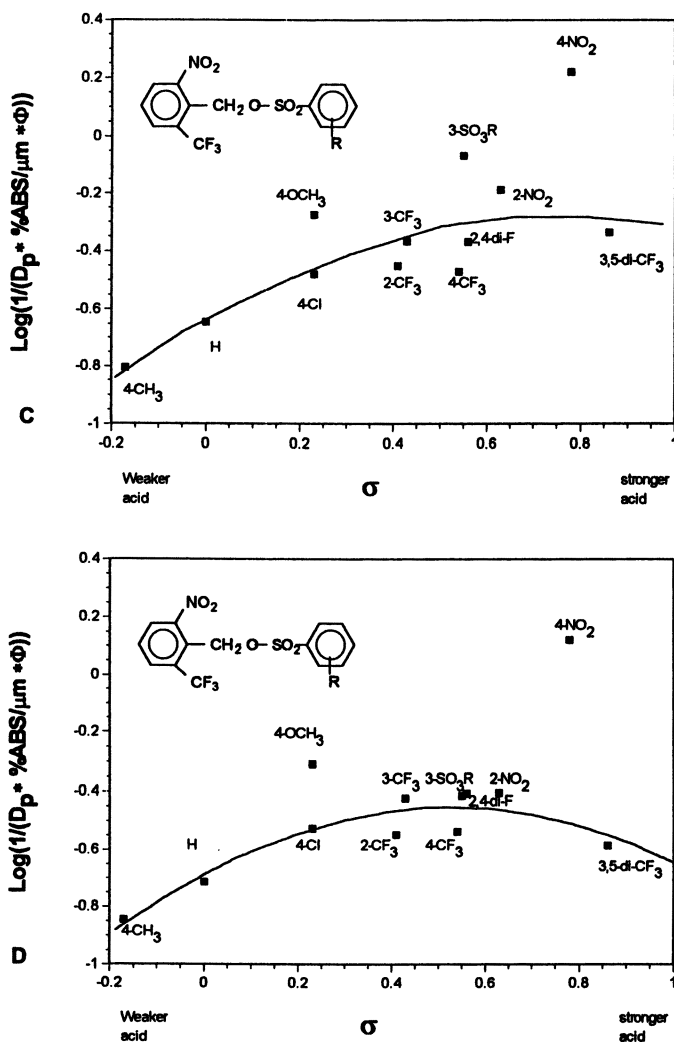 0.4
4-NO₂
NO₂
0.2
CH₂ O-SO₂
0
3-SO₃R
CF₃
R
4-OCH₃
2-NO₂
-0.2
3-CF₃
2,4di-F
-0.4
3,5-di-CF₃
4-Cl
2-CF₃
4-CF₃
-0.6
H
-0.8
4-CH₃
-1
Log(1/(Dp* %ABS/μm *Φ))
C
-0.2 0 0.2 0.4 0.6 0.8 1
Weaker acid
σ
stronger acid
0.4
NO₂
4-NO₂
0.2
CH₂ O-SO₂
0
CF₃
R
4-OCH₃
-0.2
3-CF₃ 3-SO₃R 2-NO₂
-0.4
2,4 di-F
4-Cl
2-CF₃
4-CF₃
H
-0.6
3,5-di-CF₃
-0.8
4-CH₃
-1
Log(1/(Dp* %ABS/μm *Φ))
D
-0.2 0 0.2 0.4 0.6 0.8 1
Weaker acid
σ
stronger acid